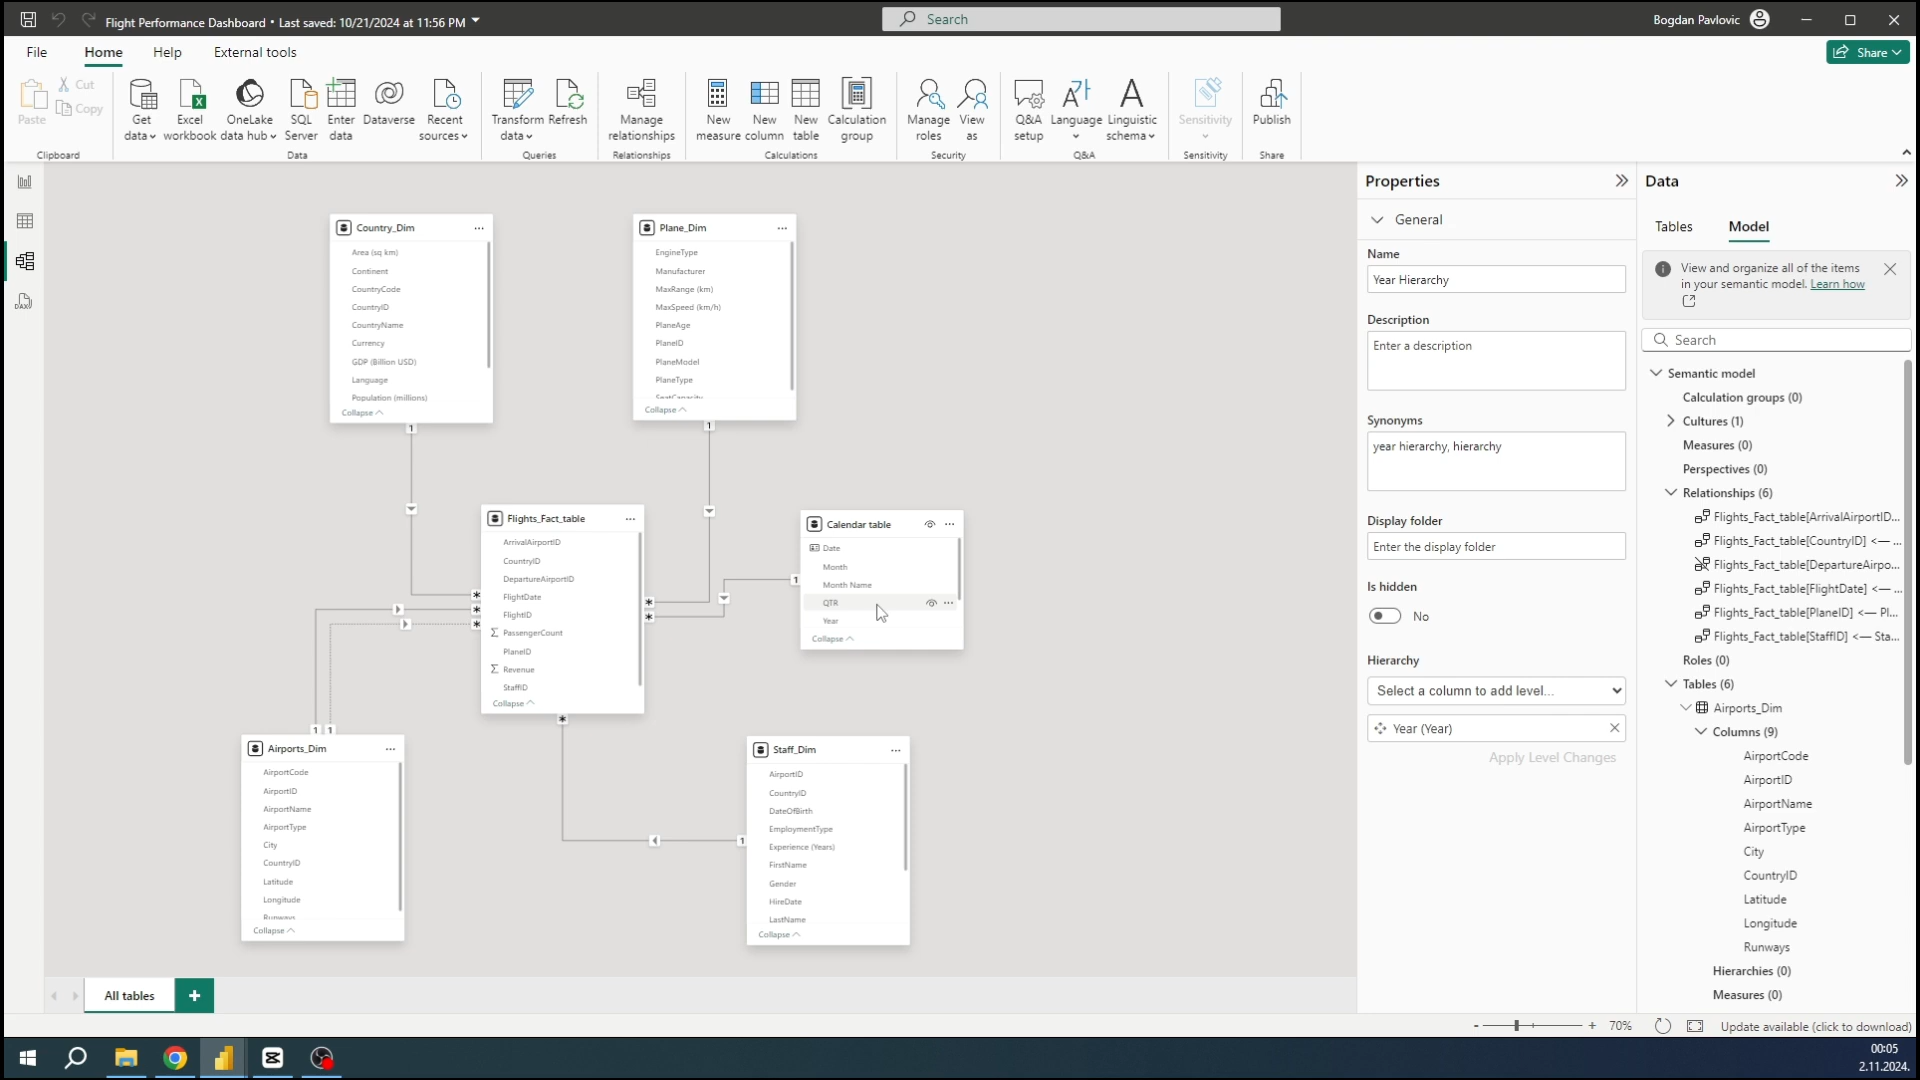 Flight Performance Dashboard • Last saved: 10/21/2024 at 11:56 PM
Search
Bogdan Pavlovic
File
Home
Help
External tools
Share
Paste
Cut
Copy
Get data
Excel workbook
OneLake data hub
SQL Server
Enter data
Dataverse
Recent sources
Transform data
Refresh
Manage relationships
New measure
New column
New table
Calculation group
Manage roles
View as
Q&A setup
Language
Linguistic schema
Sensitivity
Publish
Clipboard
Data
Queries
Relationships
Calculations
Security
Q&A
Sensitivity
Share
Country_Dim
Area (sq km)
Continent
CountryCode
CountryID
CountryName
Currency
GDP (Billion USD)
Language
Population (millions)
Collapse
1
Plane_Dim
EngineType
Manufacturer
MaxRange (km)
MaxSpeed (km/h)
PlaneAge
PlaneID
PlaneModel
PlaneType
SeatCapacity
Collapse
1
Flights_Fact_table
ArrivalAirportID
CountryID
DepartureAirportID
FlightDate
FlightID
PassengerCount
PlaneID
Revenue
StaffID
Collapse
Calendar table
Date
Month
Month Name
QTR
Year
Collapse
1
Airports_Dim
AirportCode
AirportID
AirportName
AirportType
City
CountryID
Latitude
Longitude
Runways
Collapse
1 1
Staff_Dim
AirportID
CountryID
DateOfBirth
EmploymentType
Experience (Years)
FirstName
Gender
HireDate
LastName
Collapse
1
All tables
Properties
General
Name
Year Hierarchy
Description
Enter a description
Synonyms
year hierarchy, hierarchy
Display folder
Enter the display folder
Is hidden
No
Hierarchy
Select a column to add level...
Year (Year)
Apply Level Changes
Data
Tables
Model
View and organize all of the items
in your semantic model. Learn how
Search
Semantic model
Calculation groups (0)
Cultures (1)
Measures (0)
Perspectives (0)
Relationships (6)
Flights_Fact_table[ArrivalAirportID...
Flights_Fact_table[CountryID] <— ...
Flights_Fact_table[DepartureAirpo...
Flights_Fact_table[FlightDate] <— ...
Flights_Fact_table[PlaneID] <— Pl...
Flights_Fact_table[StaffID] <— Sta...
Roles (0)
Tables (6)
Airports_Dim
Columns (9)
AirportCode
AirportID
AirportName
AirportType
City
CountryID
Latitude
Longitude
Runways
Hierarchies (0)
Measures (0)
70%
Update available (click to download)
00:05
2.11.2024.